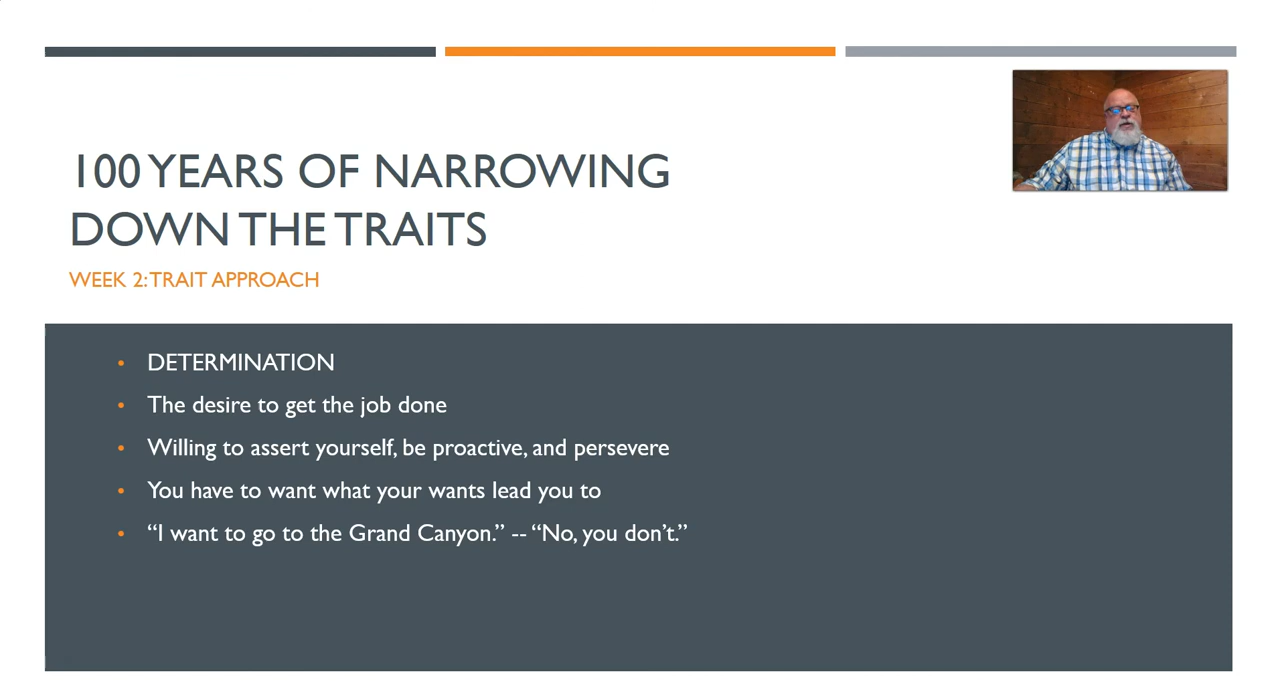 100 YEARS OF NARROWING
DOWN THE TRAITS
WEEK 2: TRAIT APPROACH
• DETERMINATION
• The desire to get the job done
• Willing to assert yourself, be proactive, and persevere
• You have to want what your wants lead you to
• “I want to go to the Grand Canyon.” -- “No, you don’t.”